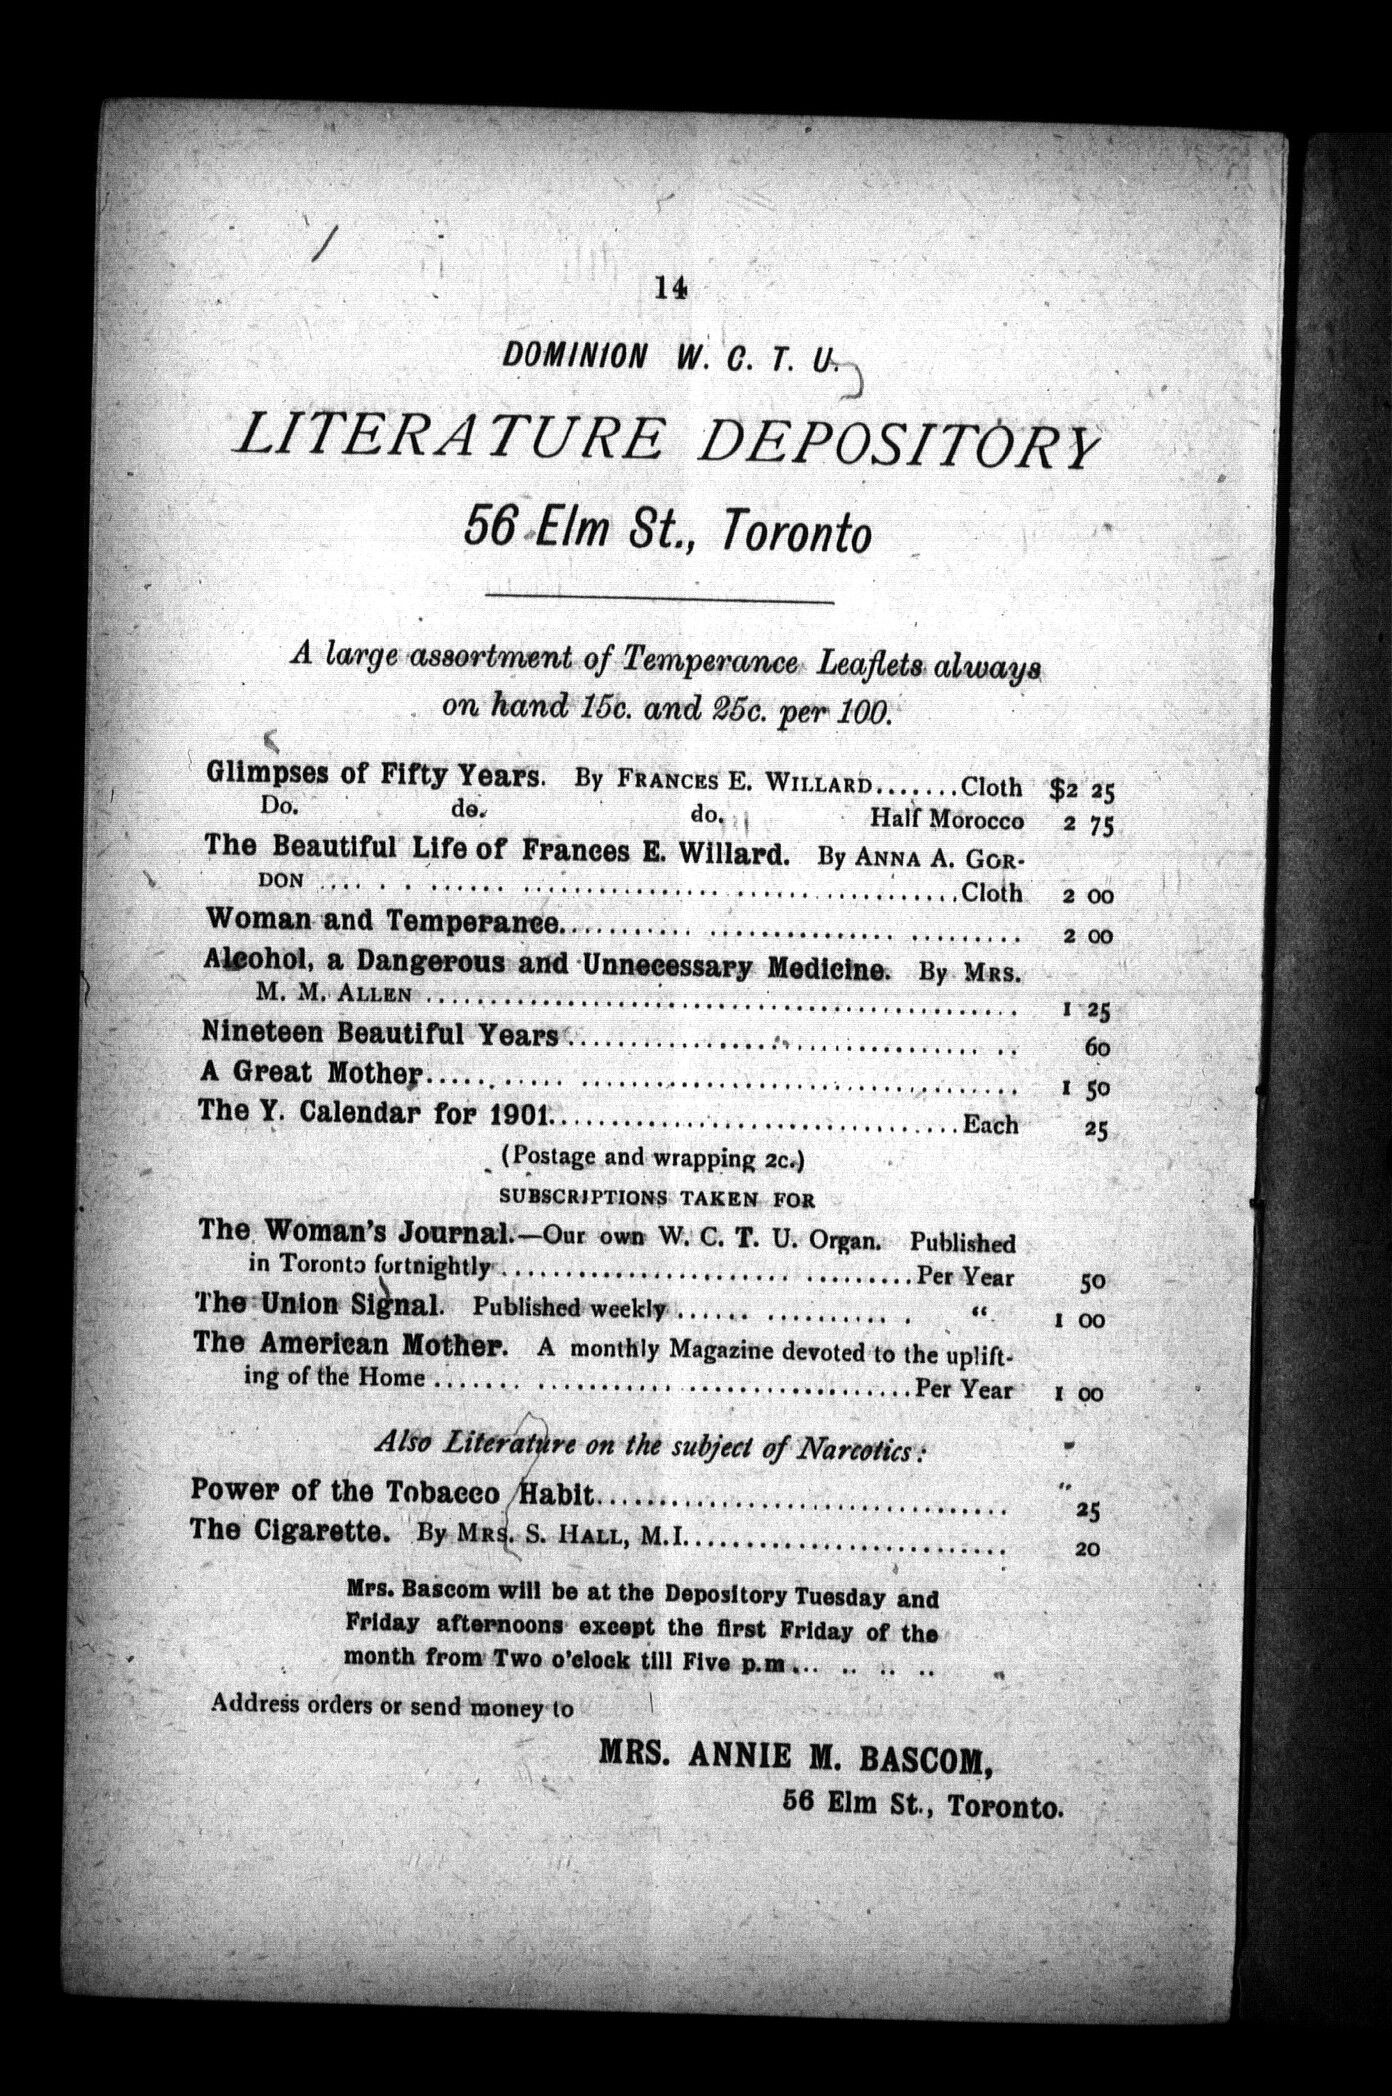 14
DOMINION W. C. T. U.
LITERATURE DEPOSITORY
56 Elm St., Toronto
A large assortment of Temperance Leaflets always
on hand 15c. and 25c. per 100.
Glimpses of Fifty Years. By FRANCES E. WILLARD.......Cloth $2 25
Do. do. do. Half Morocco 2 75
The Beautiful Life of Frances E. Willard. By ANNA A. GOR-
DON .... . . ...... ................ ...... ............Cloth 2 00
Woman and Temperance........... ............... ......... 2 00
Alcohol, a Dangerous and Unnecessary Medicine. By MRS.
M. M. ALLEN ............................................... 1 25
Nineteen Beautiful Years................................. .. 60
A Great Mother............. ................................... 1 50
The Y. Calendar for 1901.................................Each 25
(Postage and wrapping 2c.)
SUBSCRIPTIONS TAKEN FOR
The Woman's Journal.—Our own W. C. T. U. Organ. Published
in Toronto fortnightly....................... .........Per Year 50
The Union Signal. Published weekly...... .......... . " 1 00
The American Mother. A monthly Magazine devoted to the uplift-
ing of the Home ....... ........... ..................Per Year 1 00
Also Literature on the subject of Narcotics :
Power of the Tobacco Habit................................. 25
The Cigarette. By MRS. S. HALL, M.I......................... 20
Mrs. Bascom will be at the Depository Tuesday and
Friday afternoons except the first Friday of the
month from Two o'clock till Five p.m... .. .. ..
Address orders or send money to
MRS. ANNIE M. BASCOM,
56 Elm St., Toronto.